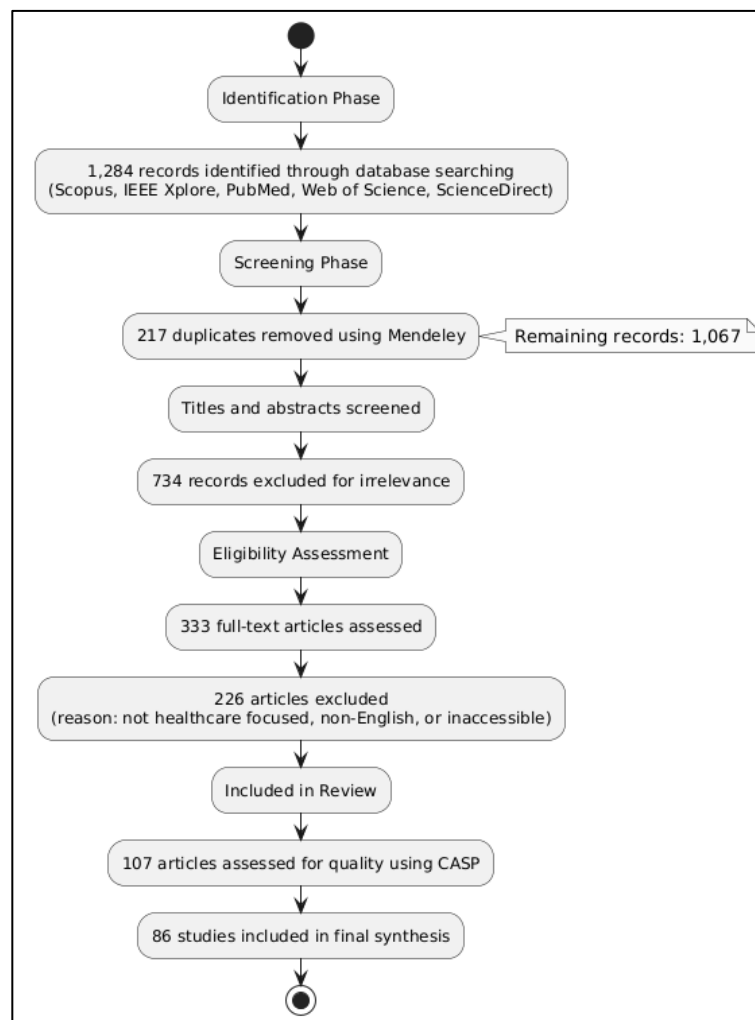 Identification Phase
1,284 records identified through database searching
(Scopus, IEEE Xplore, PubMed, Web of Science, ScienceDirect)
Screening Phase
217 duplicates removed using Mendeley
Remaining records: 1,067
Titles and abstracts screened
734 records excluded for irrelevance
Eligibility Assessment
333 full-text articles assessed
226 articles excluded
(reason: not healthcare focused, non-English, or inaccessible)
Included in Review
107 articles assessed for quality using CASP
86 studies included in final synthesis